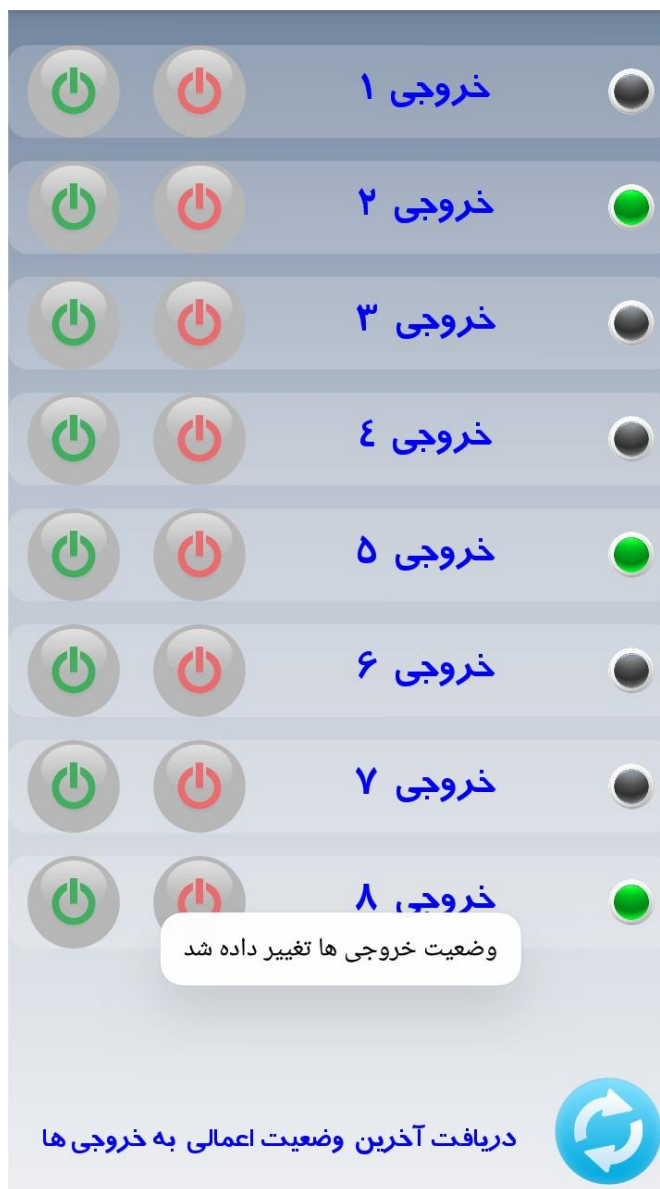 خروجی ۱
خروجی ۲
خروجی ۳
خروجی ٤
خروجی ۵
خروجی ۶
خروجی ۷
خروجی ۸
وضعیت خروجی ها تغییر داده شد
دریافت آخرین وضعیت اعمالی به خروجی ها